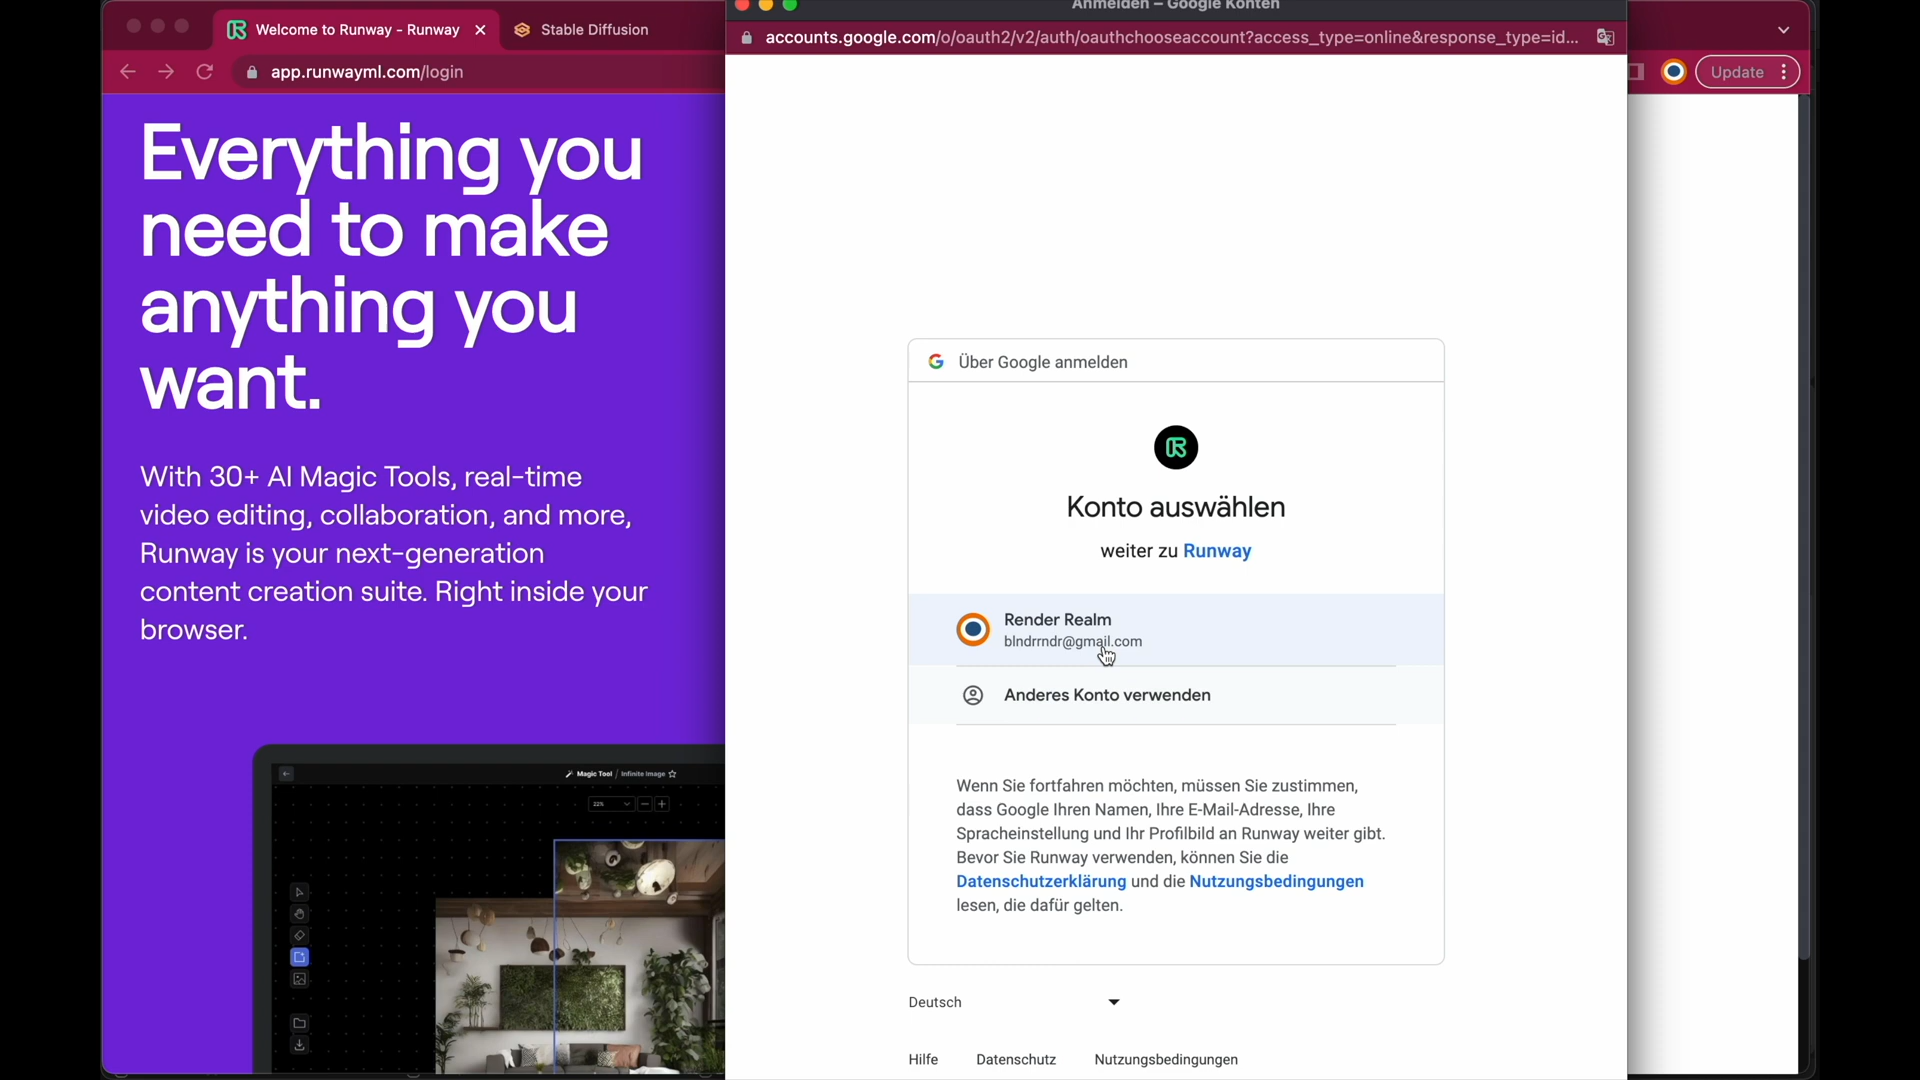 Welcome to Runway - Runway
Stable Diffusion
Anmelden – Google Konten
app.runwayml.com/login
accounts.google.com/o/oauth2/v2/auth/oauthchooseaccount?access_type=online&response_type=id...
Update
Everything you
need to make
anything you
want.
With 30+ AI Magic Tools, real-time
video editing, collaboration, and more,
Runway is your next-generation
content creation suite. Right inside your
browser.
Magic Tool / Infinite Image
22%
Über Google anmelden
Konto auswählen
weiter zu Runway
Render Realm
blndrrndr@gmail.com
Anderes Konto verwenden
Wenn Sie fortfahren möchten, müssen Sie zustimmen,
dass Google Ihren Namen, Ihre E-Mail-Adresse, Ihre
Spracheinstellung und Ihr Profilbild an Runway weiter gibt.
Bevor Sie Runway verwenden, können Sie die
Datenschutzerklärung und die Nutzungsbedingungen
lesen, die dafür gelten.
Deutsch
Hilfe Datenschutz Nutzungsbedingungen